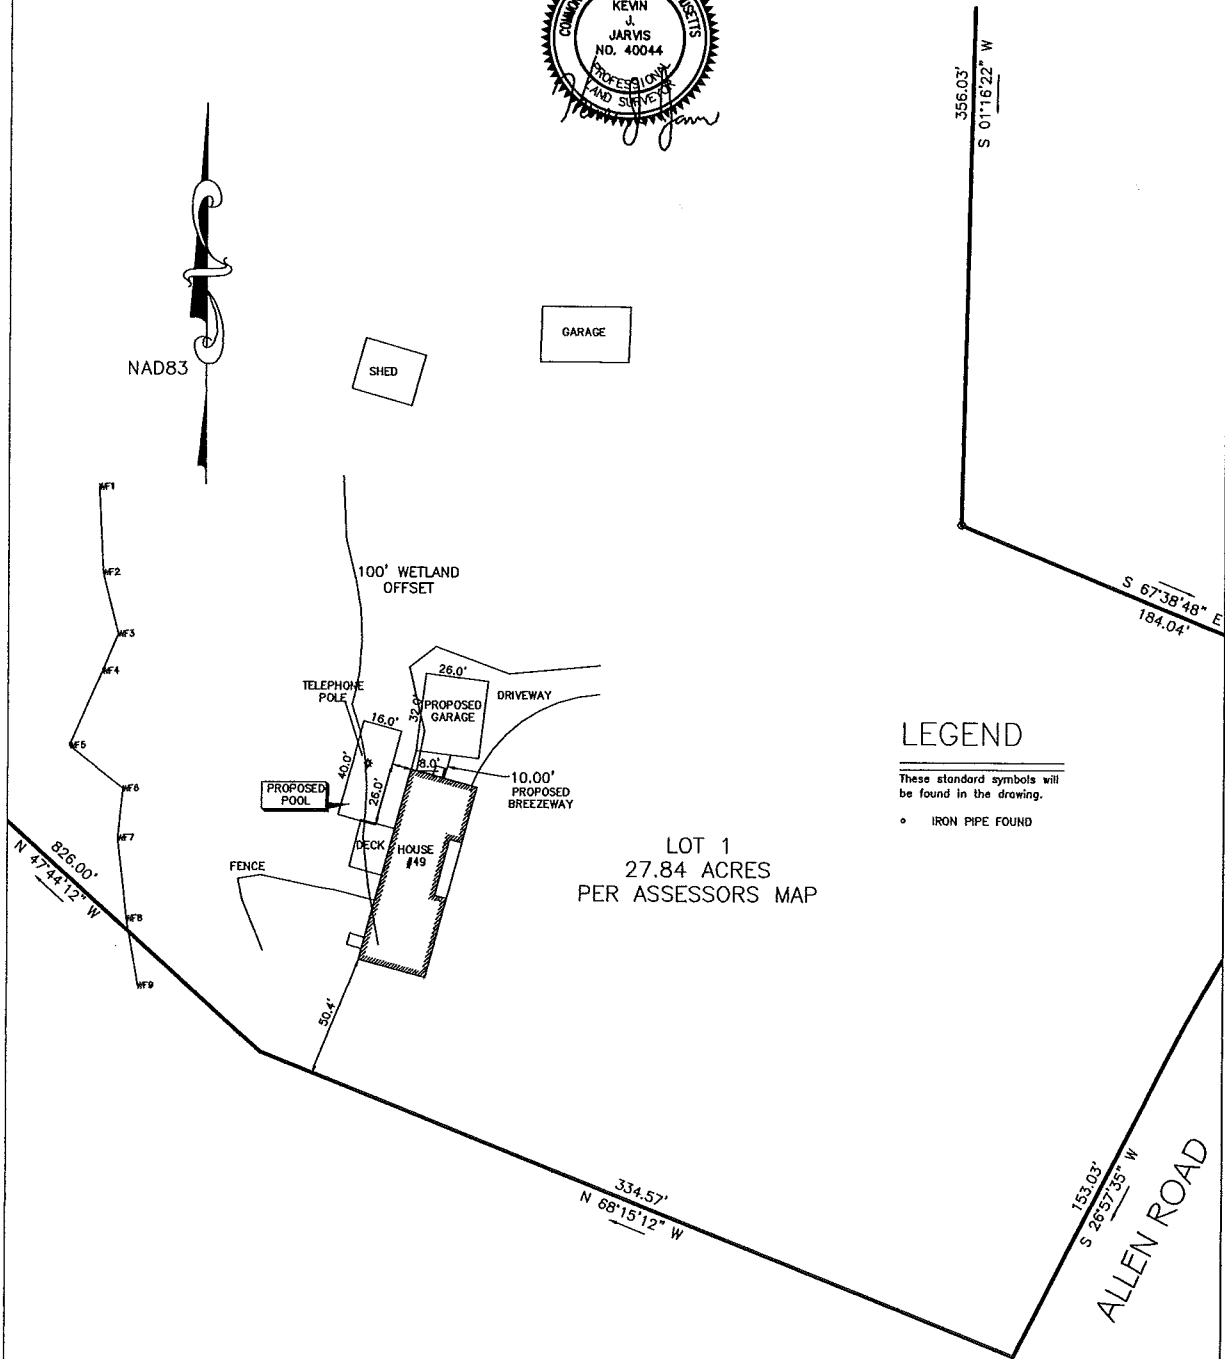 KEVIN
J.
JARVIS
NO. 40044
PROFESSIONAL
LAND SURVEYOR
356.03'
S 01°16'22" W
NAD83
SHED
GARAGE
WF1
WF2
WF3
WF4
WF5
WF6
WF7
WF8
WF9
100' WETLAND
OFFSET
S 67°38'48" E
184.04'
TELEPHONE
POLE
26.0'
32.0'
PROPOSED
GARAGE
DRIVEWAY
16.0'
40.0'
26.0'
8.0'
10.00'
PROPOSED
BREEZEWAY
PROPOSED
POOL
DECK
HOUSE
#49
FENCE
LEGEND
These standard symbols will
be found in the drawing.
IRON PIPE FOUND
LOT 1
27.84 ACRES
PER ASSESSORS MAP
826.00'
N 47°44'12" W
50.4'
334.57'
N 68°15'12" W
153.03'
S 26°57'35" W
ALLEN ROAD